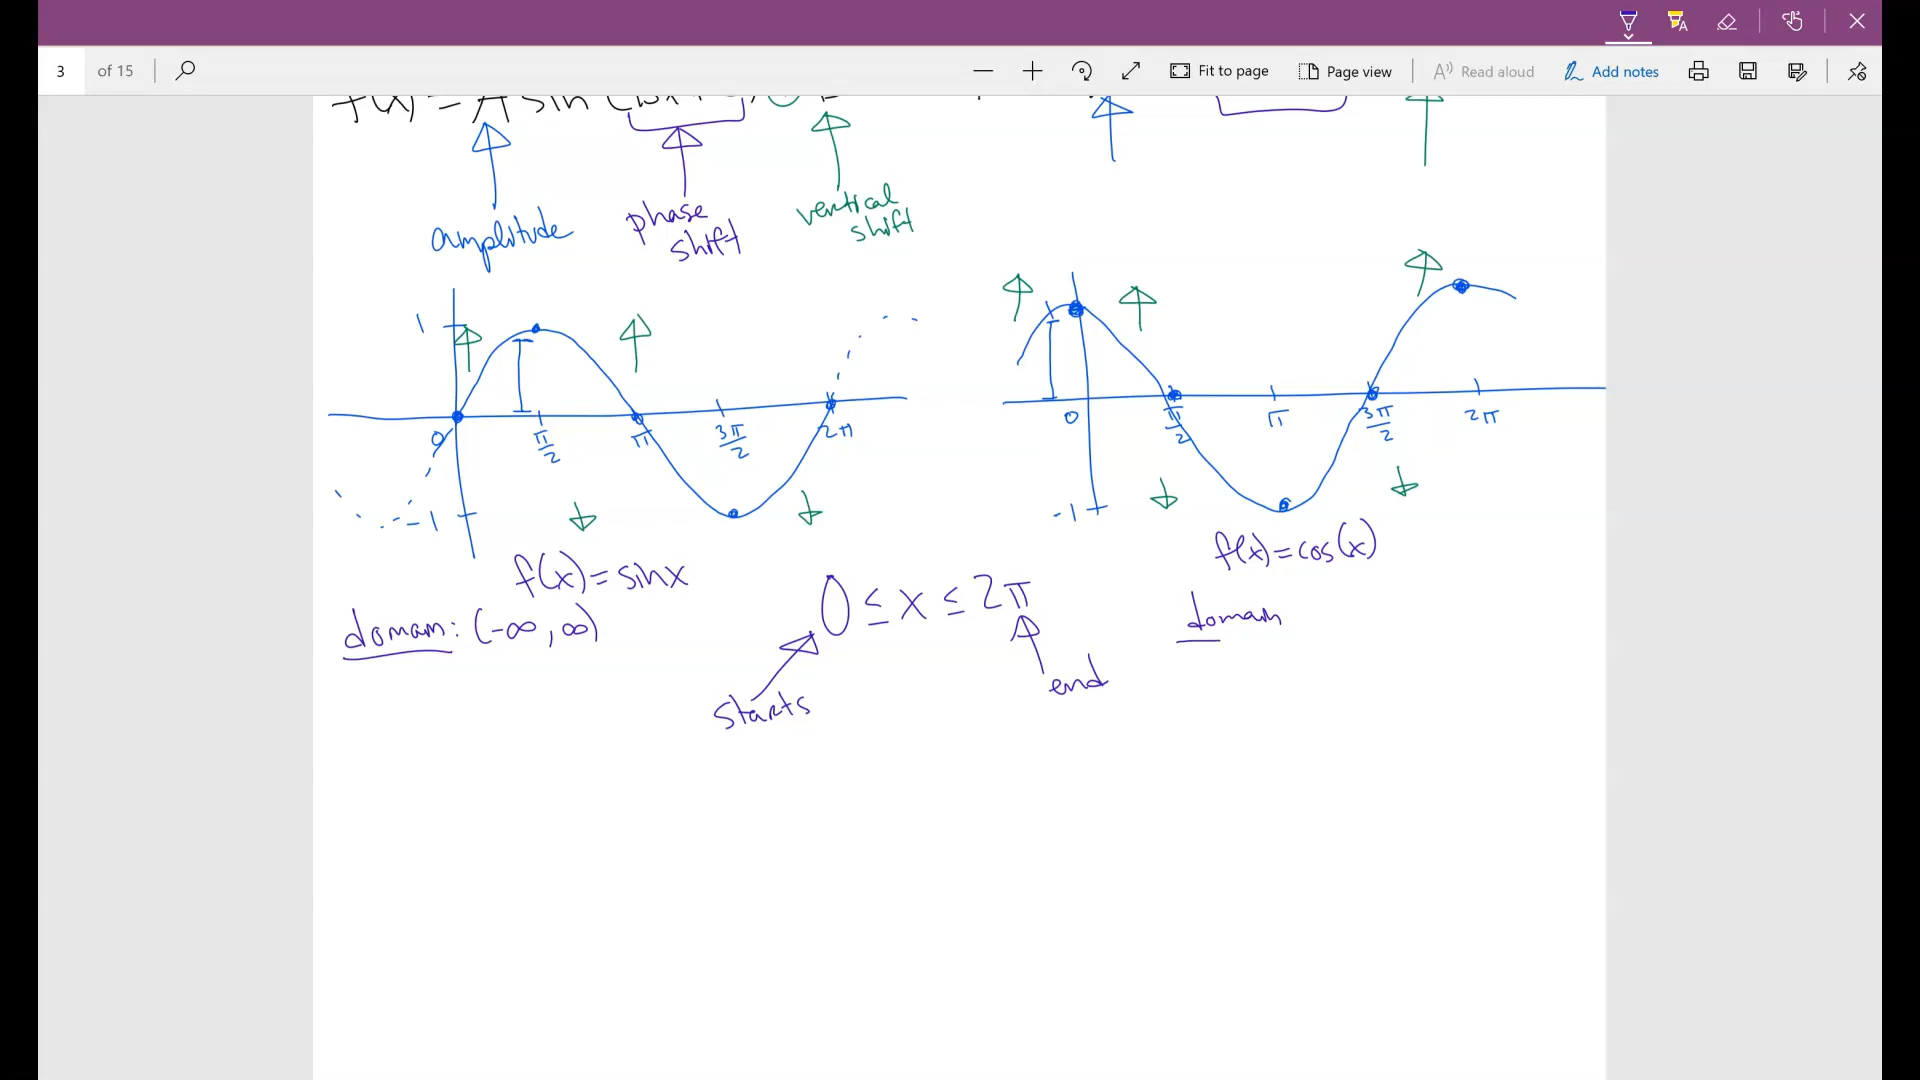 3 of 15
Fit to page
Page view
Read aloud
Add notes
f(x) = A sin
amplitude
phase
shift
vertical
shift
1
0
π/2
π
3π/2
2π
-1
f(x)=sinx
domain: (-∞, ∞)
0 ≤ x ≤ 2π
starts
end
1
0
π/2
π
3π/2
2π
-1
f(x)=cos(x)
domain